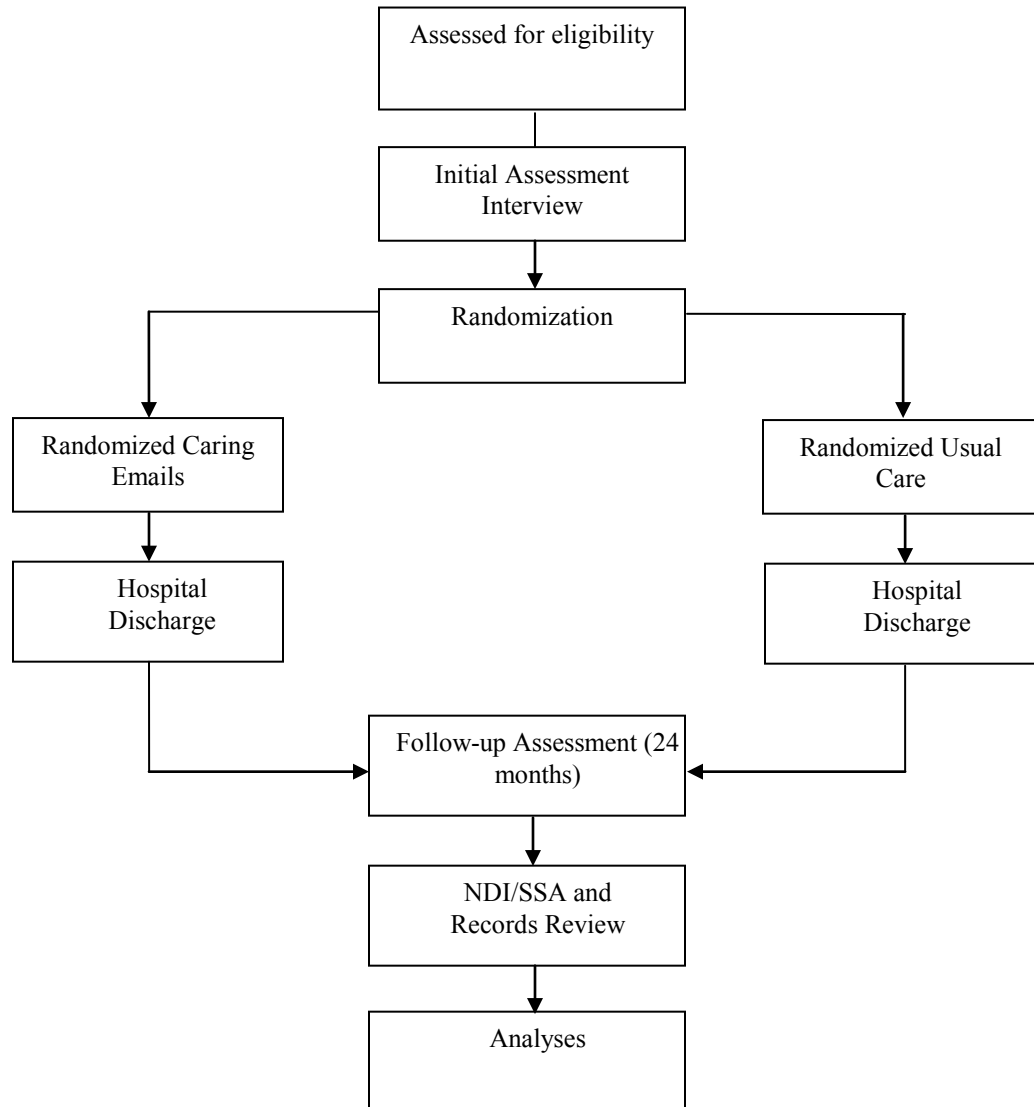 Assessed for eligibility
Initial Assessment
Interview
Randomization
Randomized Caring
Emails
Randomized Usual
Care
Hospital
Discharge
Hospital
Discharge
Follow-up Assessment (24
months)
NDI/SSA and
Records Review
Analyses